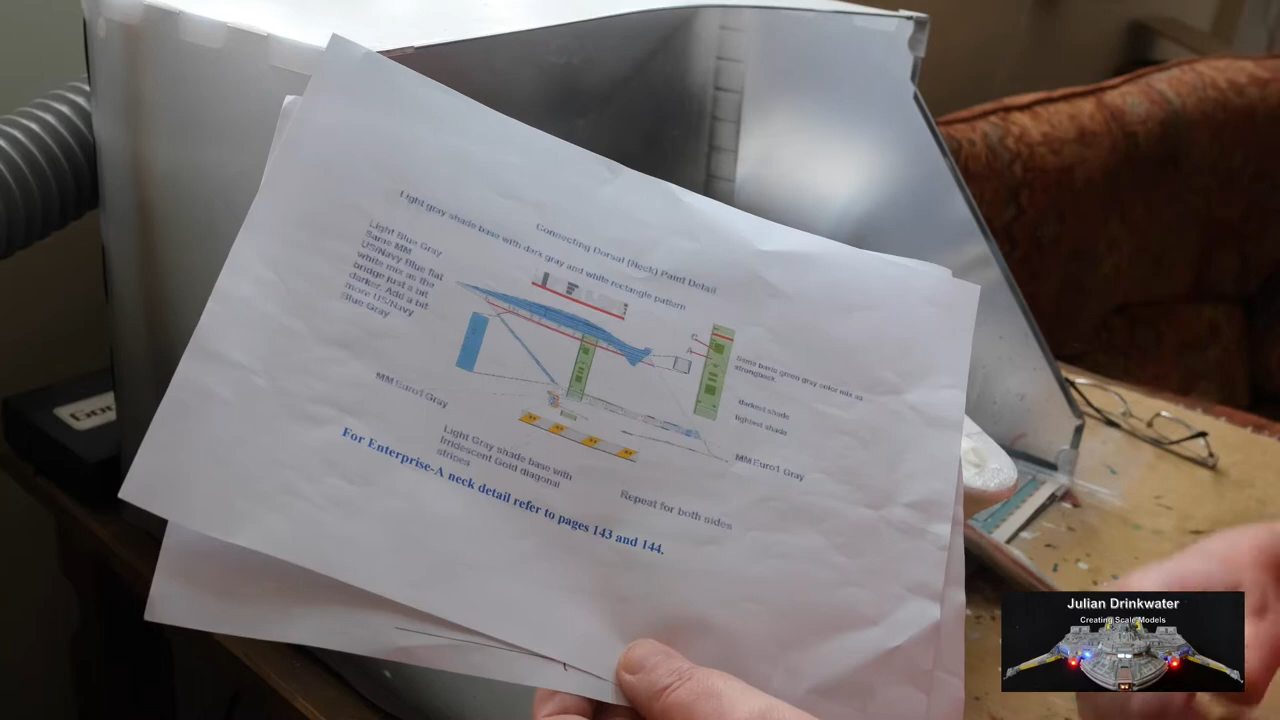 Connecting Dorsal (Neck) Paint Detail
Light gray shade base with dark gray and white rectangle pattern
Light Blue Gray
Same MM
US/Navy Blue flat
white mix as the
bridge just a bit
darker. Add a bit
more US/Navy
Blue Gray
C
A
Same basic green gray color mix as
strongback.
darkest shade
lightest shade
MM Euro1 Gray
MM Euro1 Gray
Light Gray shade base with
Irridescent Gold diagonal
stripes
Repeat for both sides
For Enterprise-A neck detail refer to pages 143 and 144.
Goo
Julian Drinkwater
Creating Scale Models